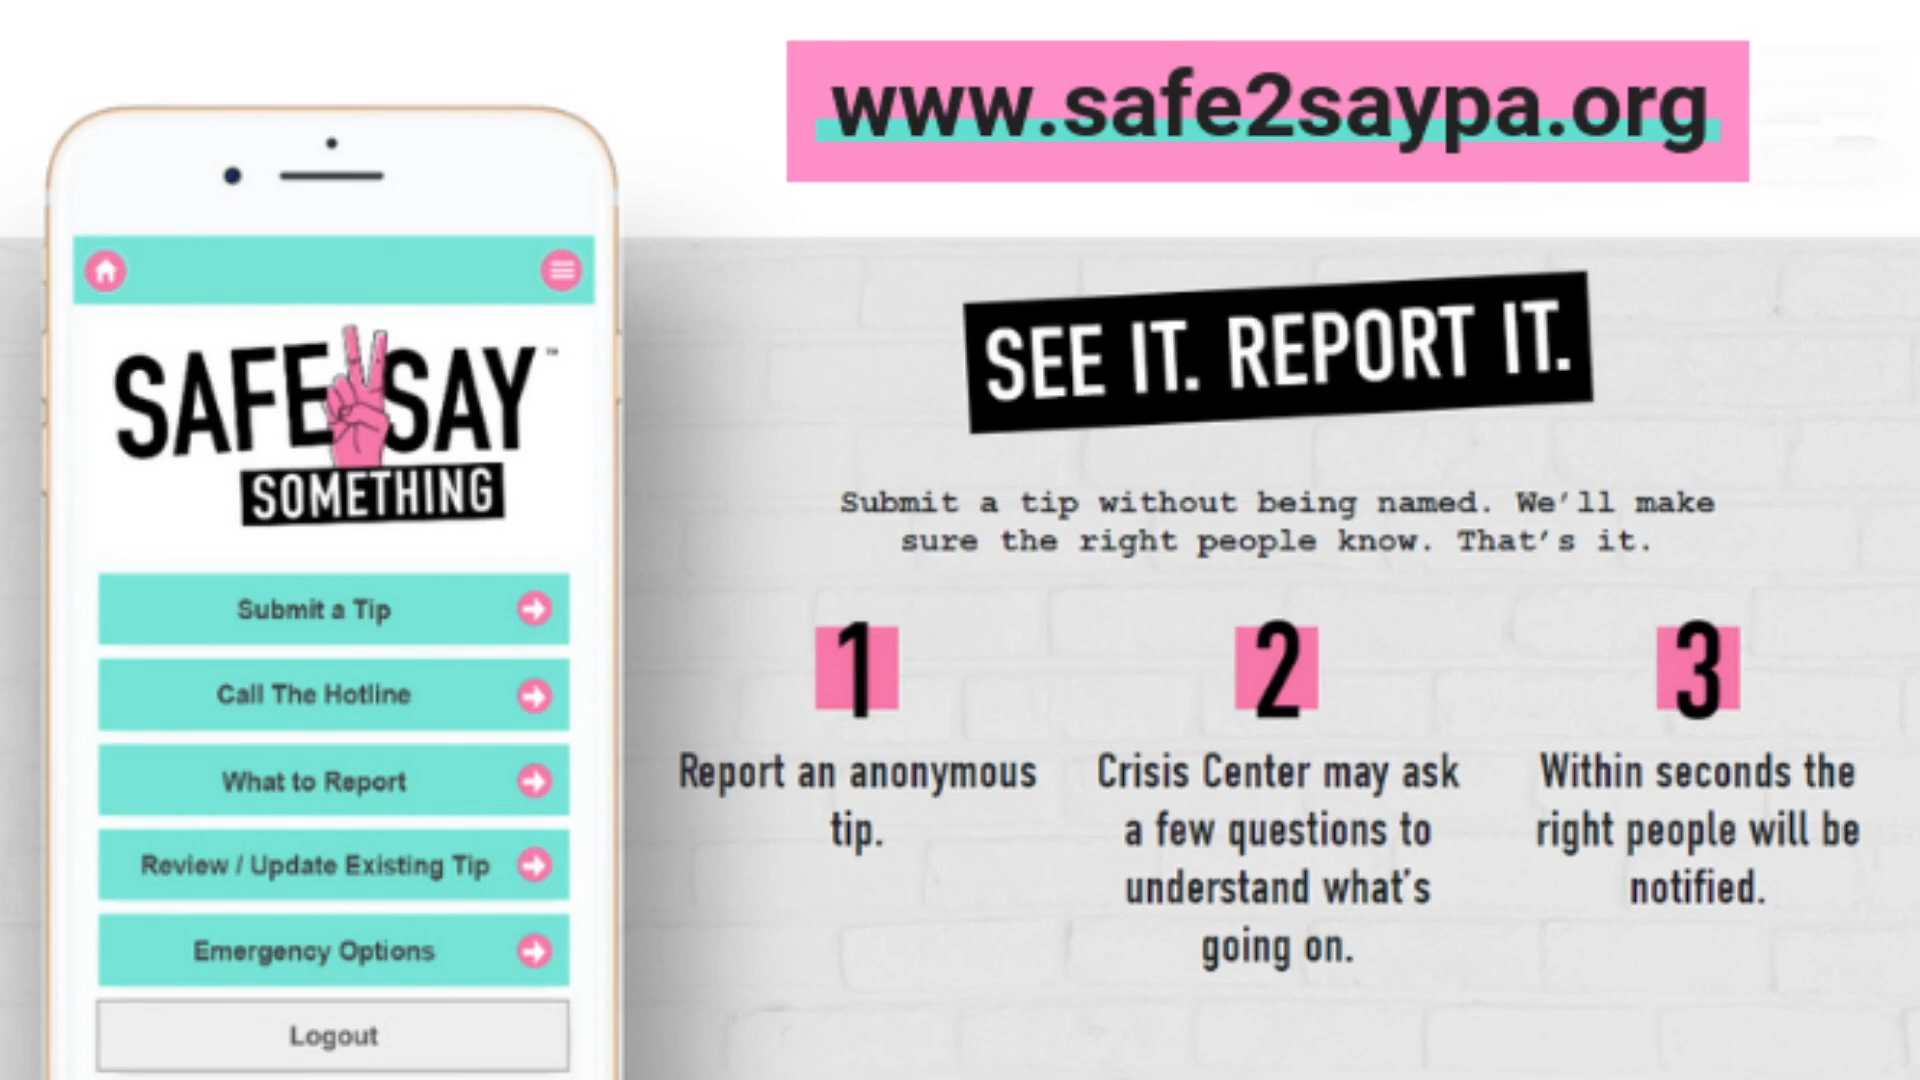 www.safe2saypa.org
SAFE SAY™
SOMETHING
Submit a Tip
Call The Hotline
What to Report
Review / Update Existing Tip
Emergency Options
Logout
SEE IT. REPORT IT.
Submit a tip without being named. We'll make
sure the right people know. That's it.
1
Report an anonymous
tip.
2
Crisis Center may ask
a few questions to
understand what's
going on.
3
Within seconds the
right people will be
notified.